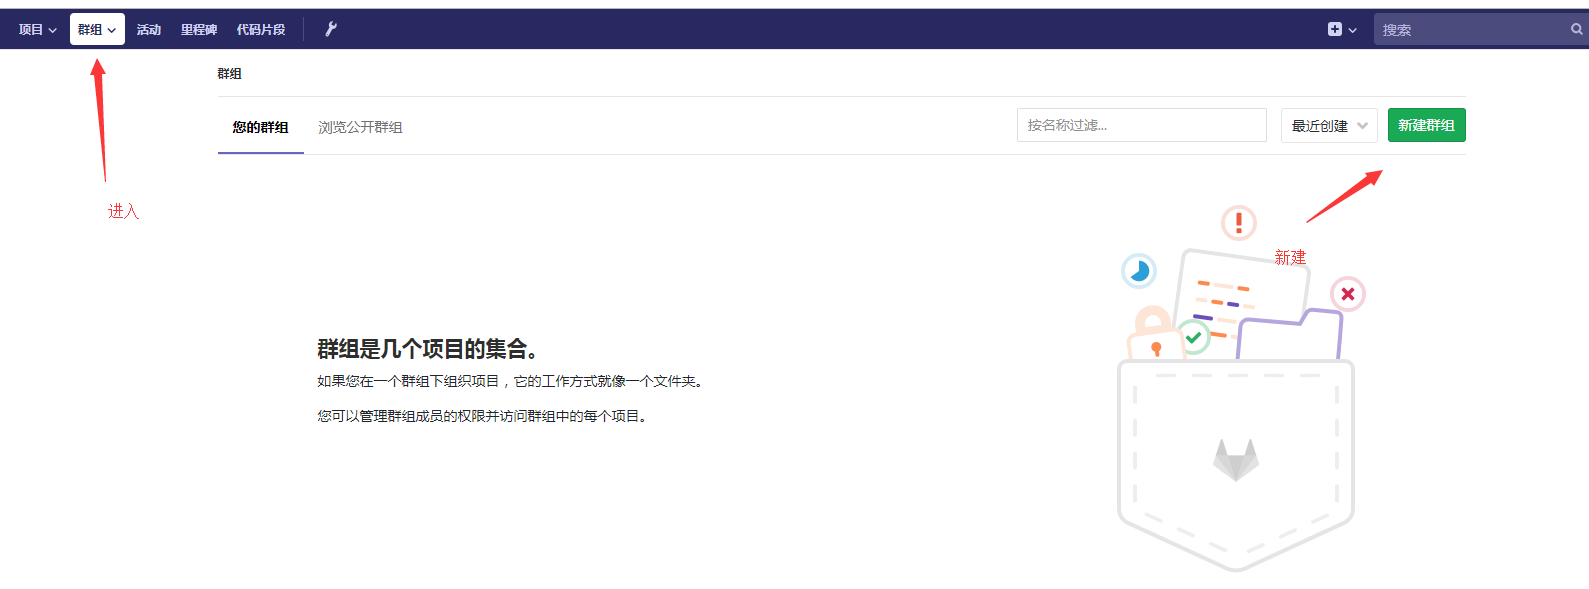 项目 群组 活动 里程碑 代码片段 搜索
群组
您的群组 浏览公开群组 按名称过滤... 最近创建 新建群组
进入
新建
群组是几个项目的集合。
如果您在一个群组下组织项目，它的工作方式就像一个文件夹。
您可以管理群组成员的权限并访问群组中的每个项目。